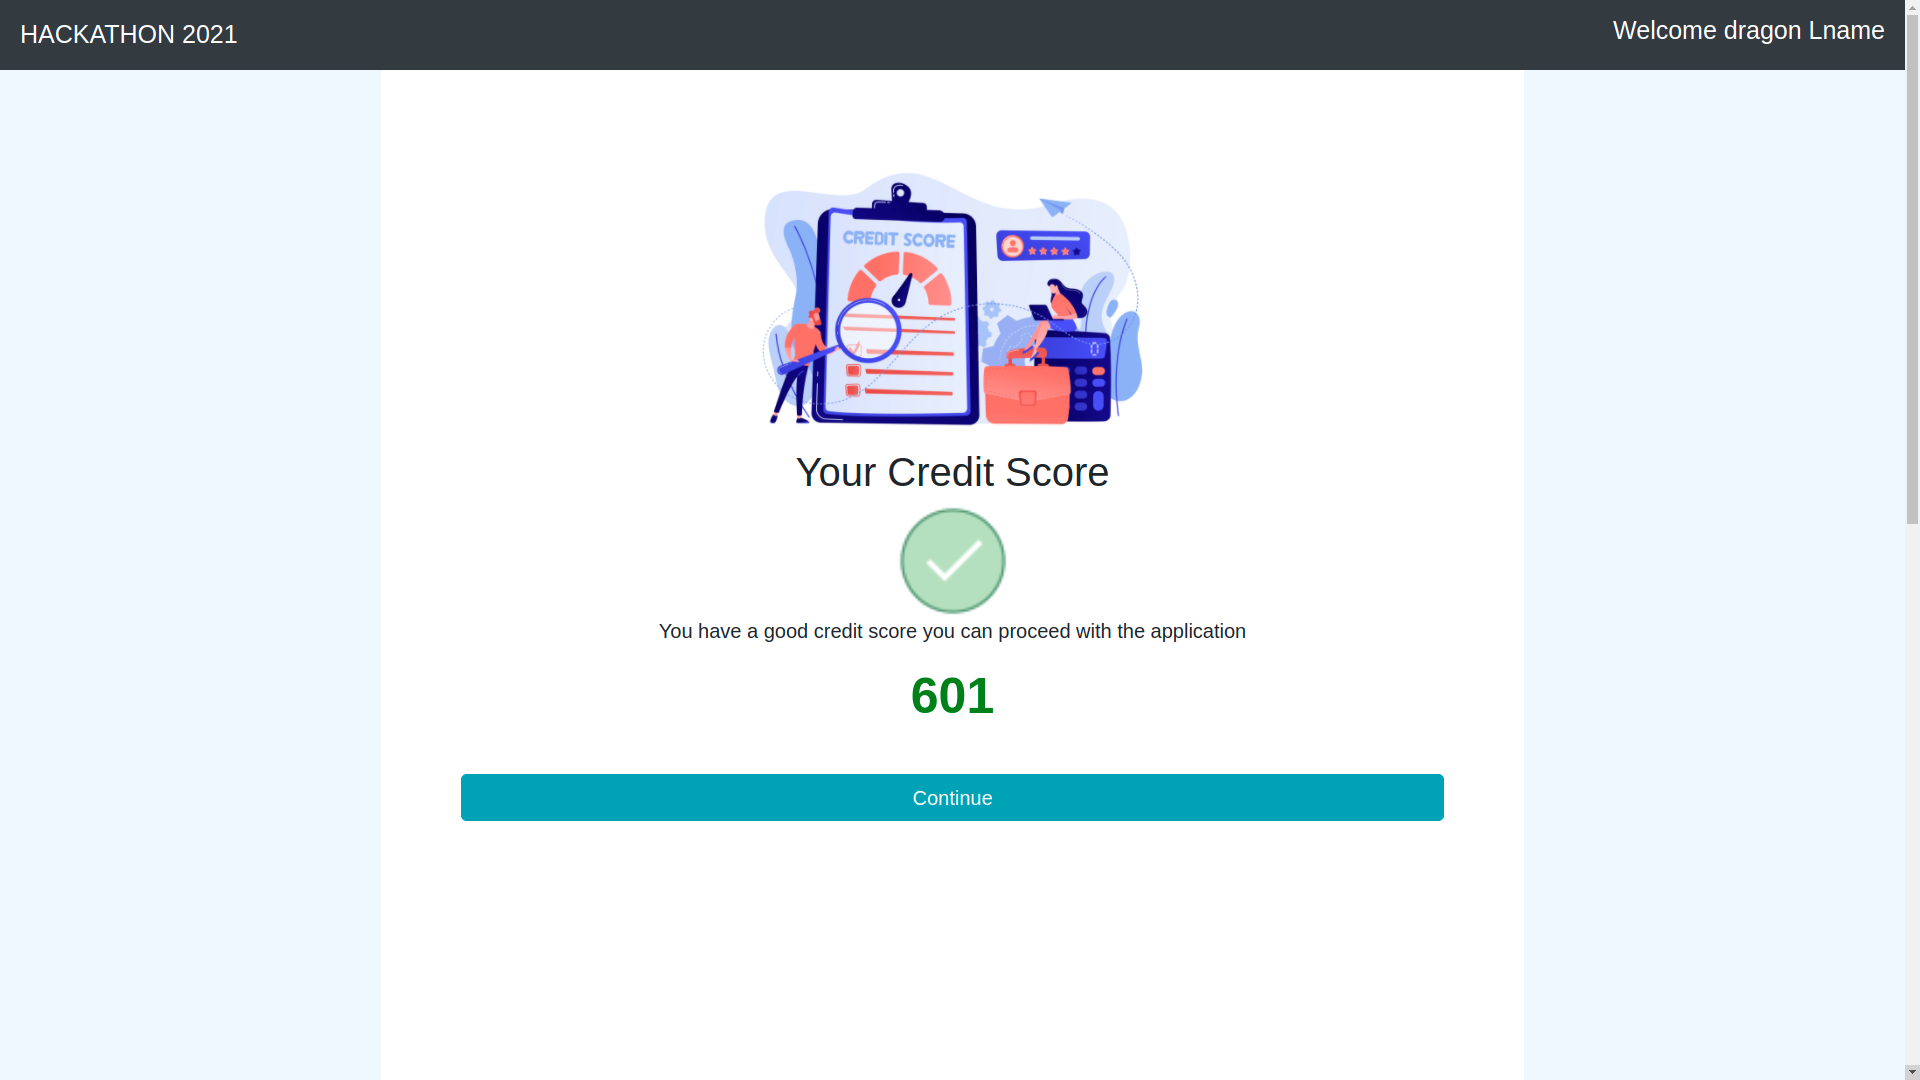 HACKATHON 2021
Welcome dragon Lname
CREDIT SCORE
0
Your Credit Score
You have a good credit score you can proceed with the application
601
Continue